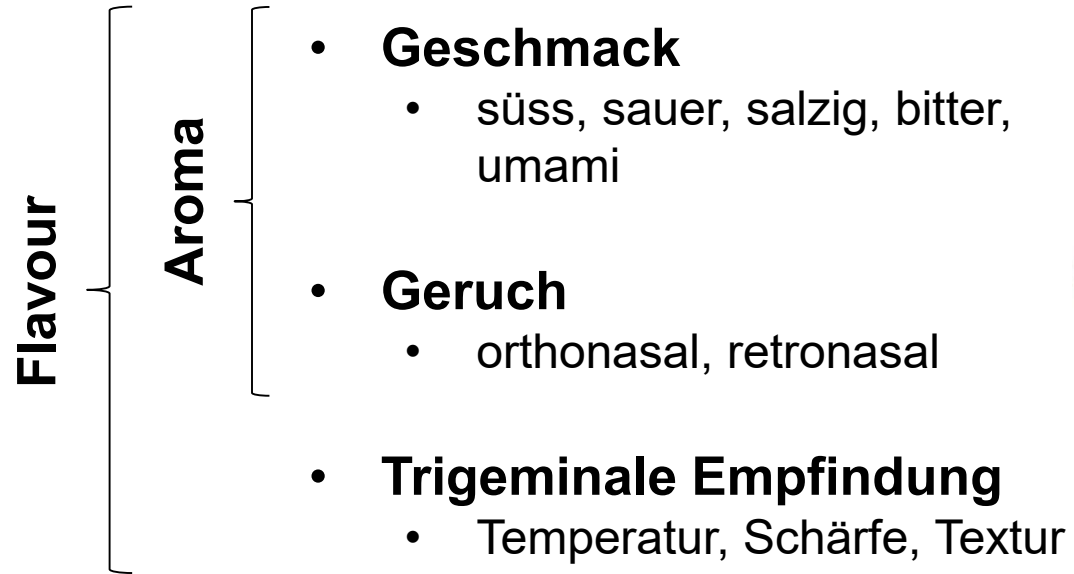 Flavour
Aroma
• Geschmack
• süss, sauer, salzig, bitter,
umami
• Geruch
• orthonasal, retronasal
• Trigeminale Empfindung
• Temperatur, Schärfe, Textur